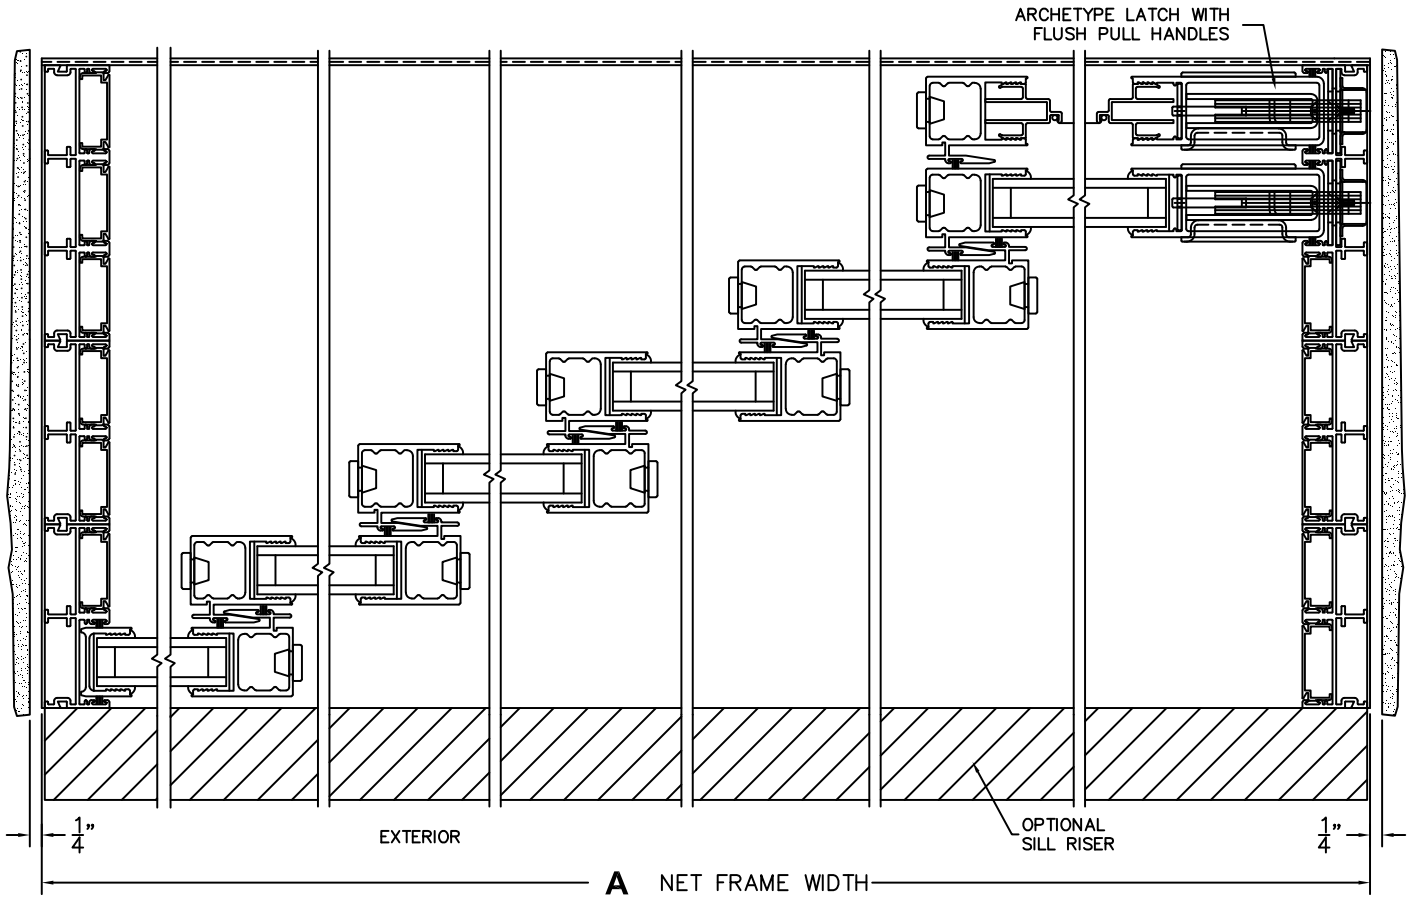 ARCHETYPE LATCH WITH
FLUSH PULL HANDLES
1/4"
EXTERIOR
OPTIONAL
SILL RISER
1/4"
A NET FRAME WIDTH